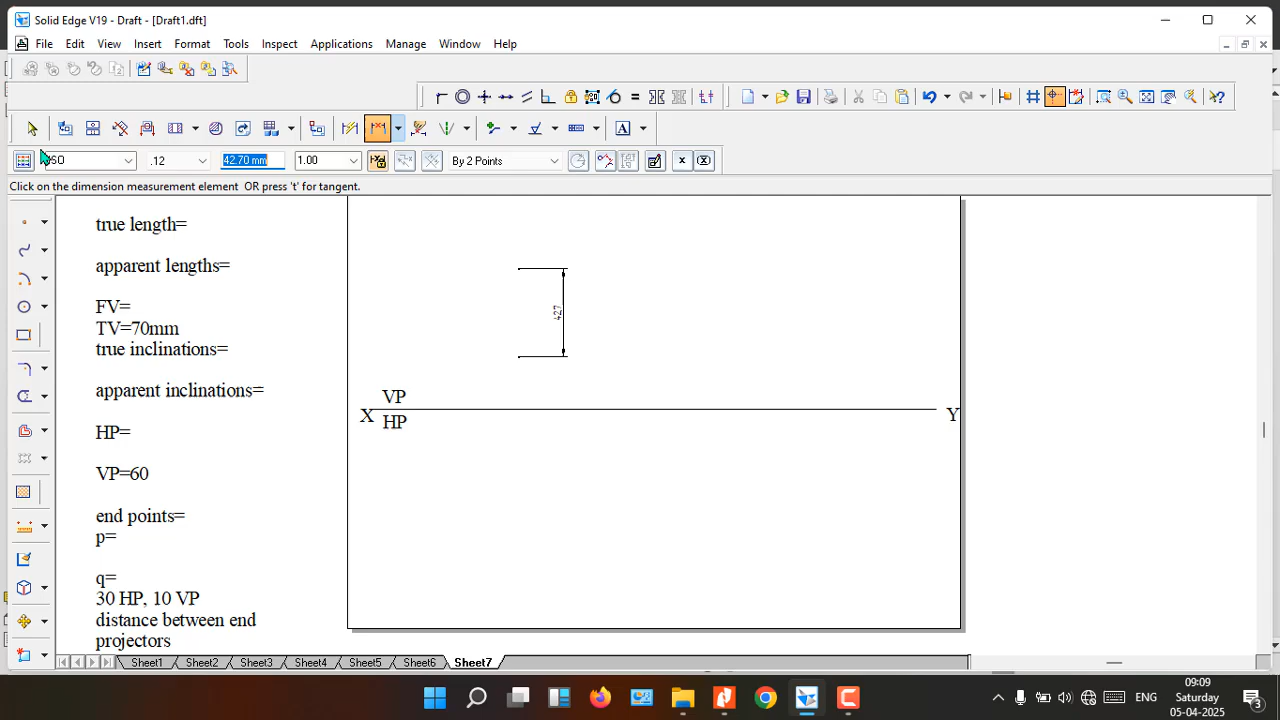 Solid Edge V19 - Draft - [Draft1.dft]
File Edit View Insert Format Tools Inspect Applications Manage Window Help
.12 42.70 mm 1.00 By 2 Points
Click on the dimension measurement element OR press 't' for tangent.
true length=
apparent lengths=
FV=
TV=70mm
true inclinations=
apparent inclinations=
HP=
VP=60
end points=
p=
q=
30 HP, 10 VP
distance between end
projectors
42,7
VP
X Y
HP
Sheet1 Sheet2 Sheet3 Sheet4 Sheet5 Sheet6 Sheet7
ENG
09:09
Saturday
05-04-2025
3